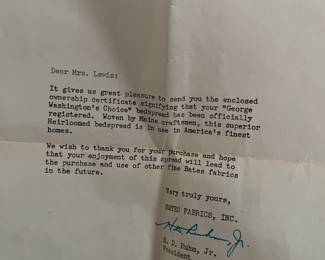 Dear Mrs. Lewis:
It gives us great pleasure to send you the enclosed
ownership certificate signifying that your "George
Washington's Choice" bedspread has been officially
registered. Woven by Maine craftsmen, this superior
Heirloomed bedspread is in use in America's finest
homes.
We wish to thank you for your purchase and hope
that your enjoyment of this spread will lead to
the purchase and use of other fine Bates fabrics
in the future.
Very truly yours,
BATES FABRICS, INC.
D. Ruhm, Jr.
President